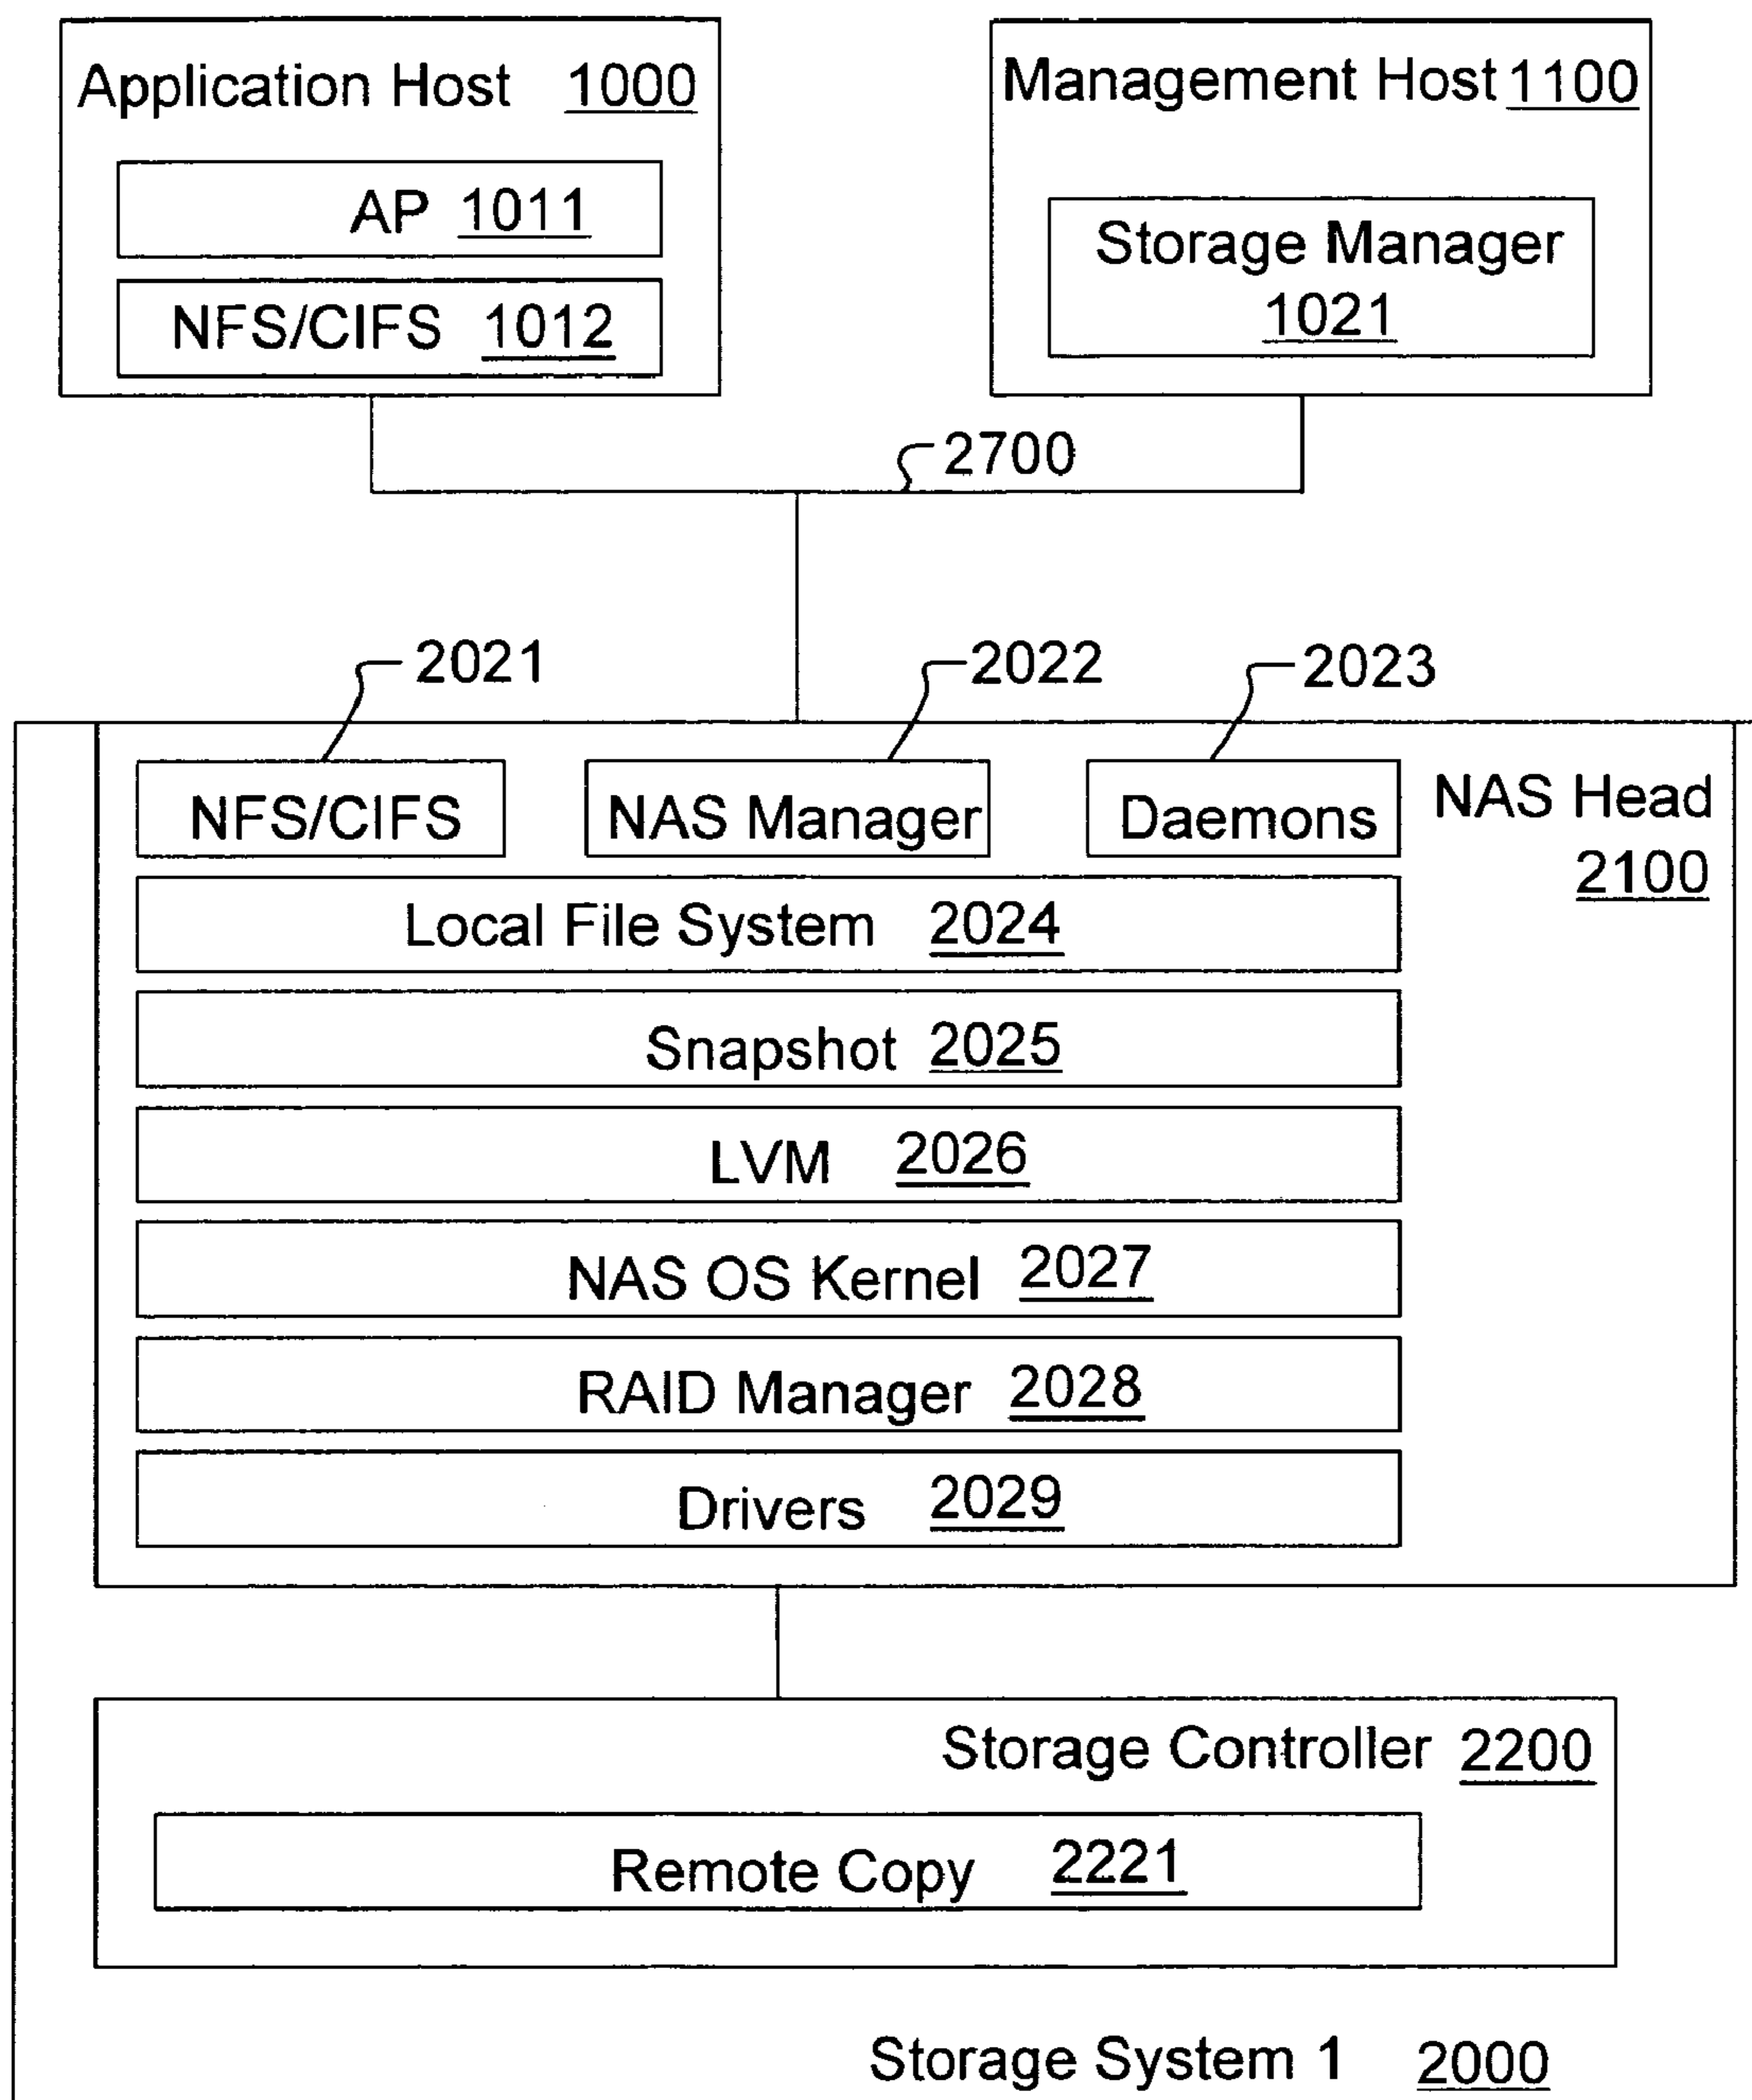 Application Host 1000
AP 1011
NFS/CIFS 1012
Management Host 1100
Storage Manager
1021
2700
2021
2022
2023
NFS/CIFS
NAS Manager
Daemons
NAS Head
2100
Local File System 2024
Snapshot 2025
LVM 2026
NAS OS Kernel 2027
RAID Manager 2028
Drivers 2029
Storage Controller 2200
Remote Copy 2221
Storage System 1 2000